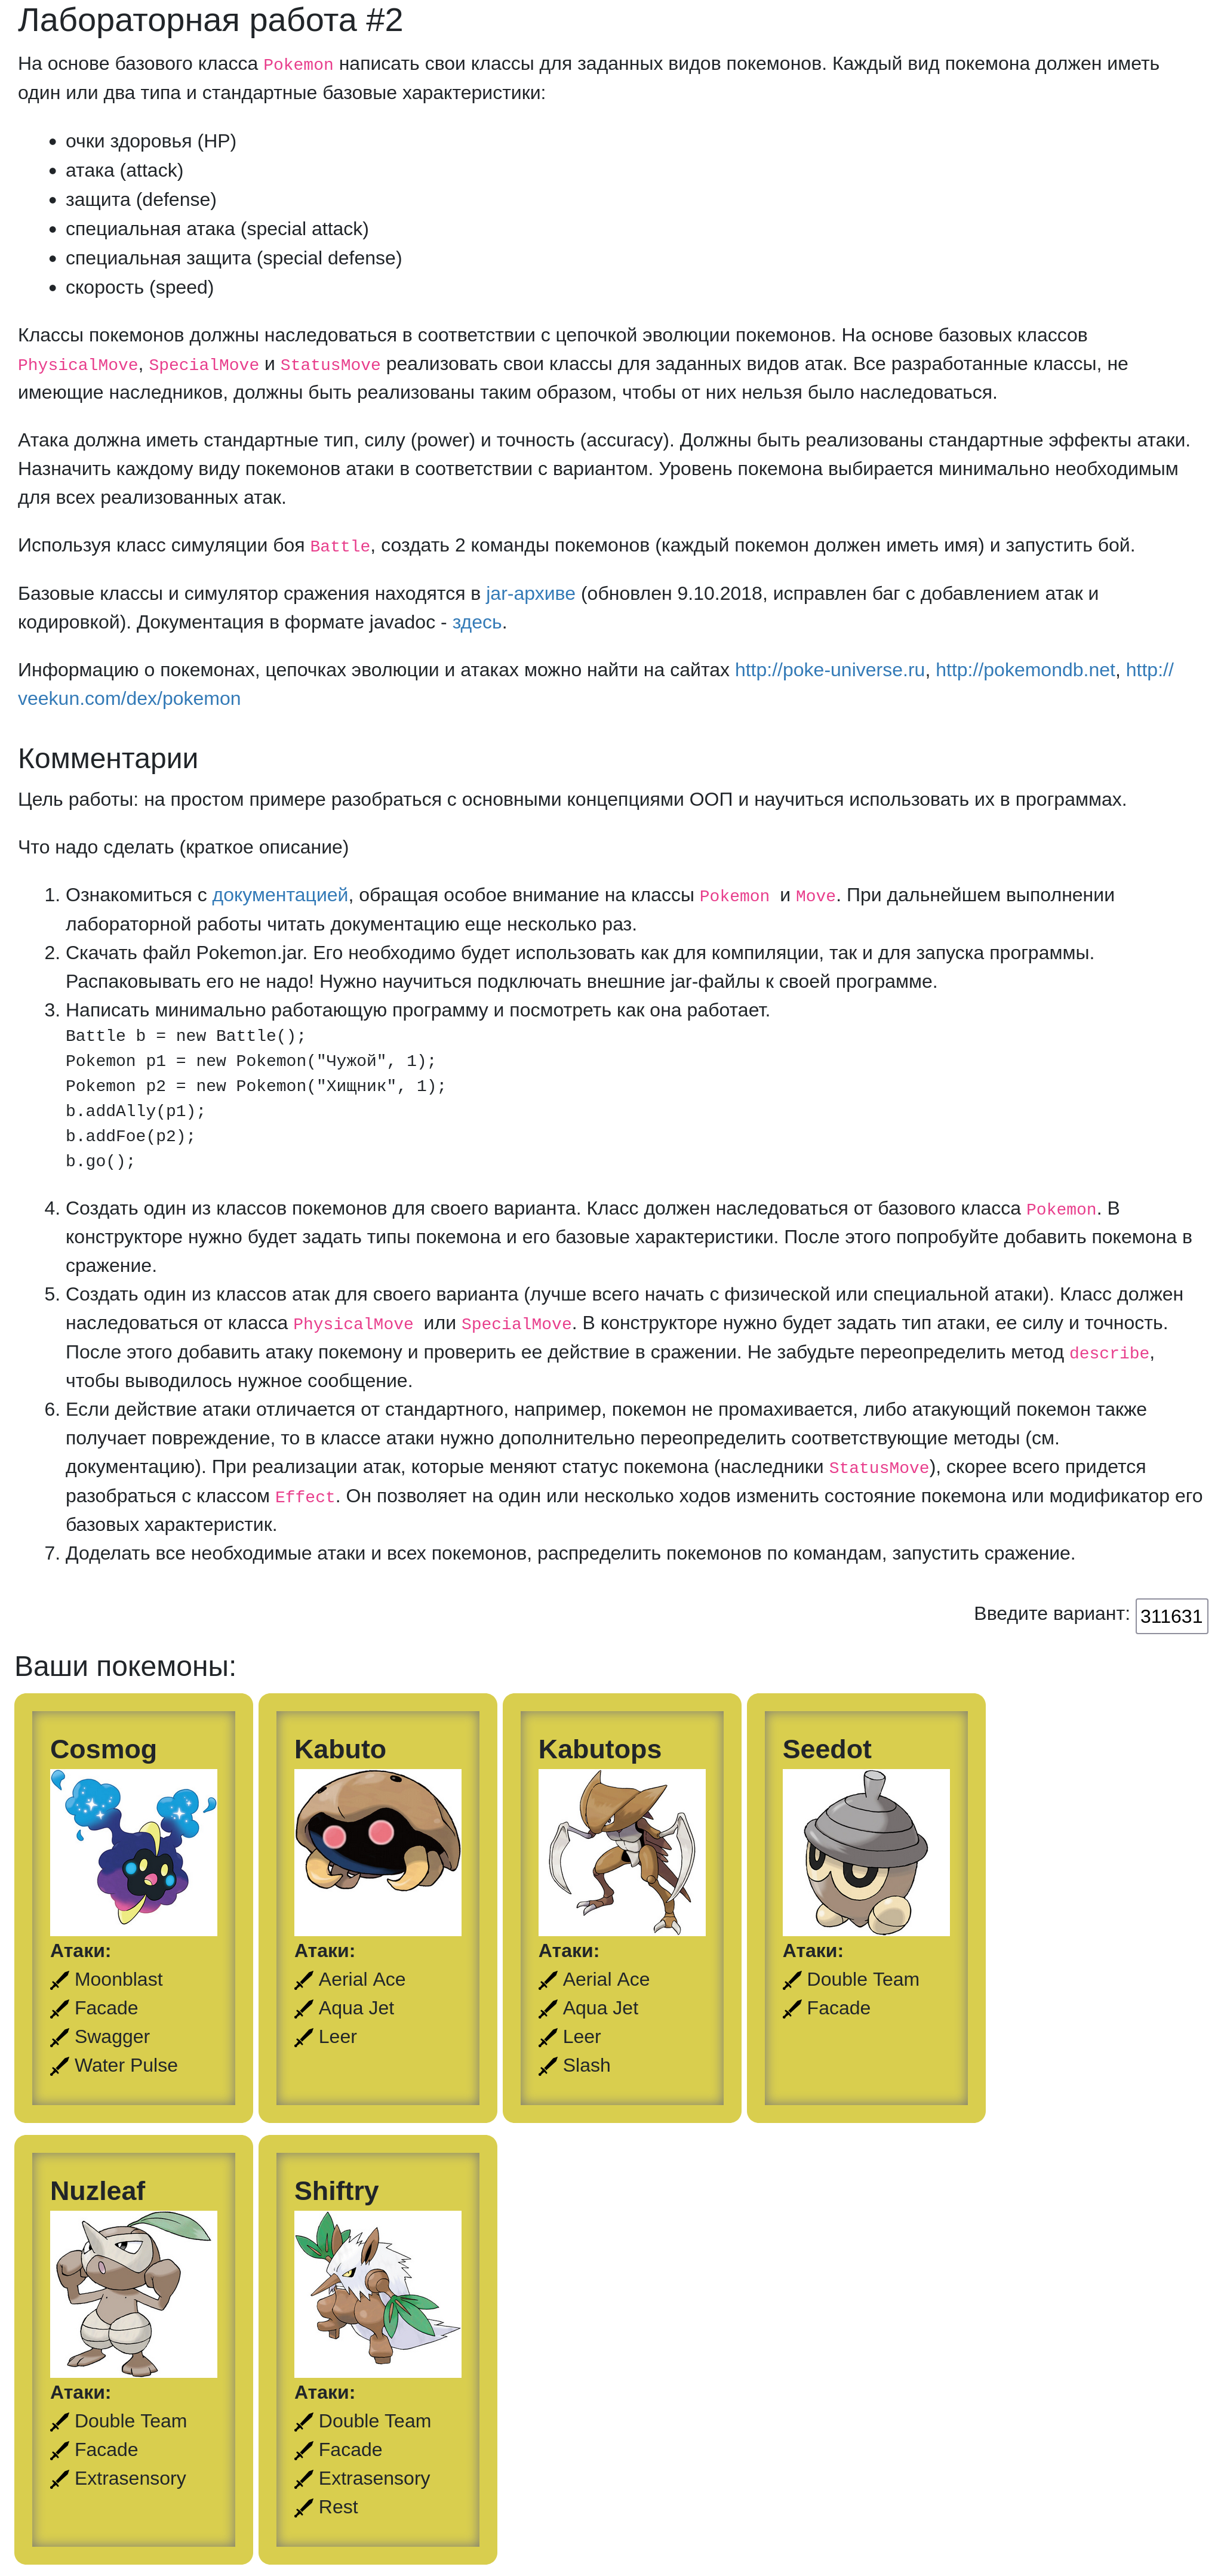 Лабораторная работа #2
На основе базового класса Pokemon написать свои классы для заданных видов покемонов. Каждый вид покемона должен иметь
один или два типа и стандартные базовые характеристики:
• очки здоровья (HP)
• атака (attack)
• защита (defense)
• специальная атака (special attack)
• специальная защита (special defense)
• скорость (speed)
Классы покемонов должны наследоваться в соответствии с цепочкой эволюции покемонов. На основе базовых классов
PhysicalMove, SpecialMove и StatusMove реализовать свои классы для заданных видов атак. Все разработанные классы, не
имеющие наследников, должны быть реализованы таким образом, чтобы от них нельзя было наследоваться.
Атака должна иметь стандартные тип, силу (power) и точность (accuracy). Должны быть реализованы стандартные эффекты атаки.
Назначить каждому виду покемонов атаки в соответствии с вариантом. Уровень покемона выбирается минимально необходимым
для всех реализованных атак.
Используя класс симуляции боя Battle, создать 2 команды покемонов (каждый покемон должен иметь имя) и запустить бой.
Базовые классы и симулятор сражения находятся в jar-архиве (обновлен 9.10.2018, исправлен баг с добавлением атак и
кодировкой). Документация в формате javadoc - здесь.
Информацию о покемонах, цепочках эволюции и атаках можно найти на сайтах http://poke-universe.ru, http://pokemondb.net, http://
veekun.com/dex/pokemon
Комментарии
Цель работы: на простом примере разобраться с основными концепциями ООП и научиться использовать их в программах.
Что надо сделать (краткое описание)
1. Ознакомиться с документацией, обращая особое внимание на классы Pokemon и Move. При дальнейшем выполнении
лабораторной работы читать документацию еще несколько раз.
2. Скачать файл Pokemon.jar. Его необходимо будет использовать как для компиляции, так и для запуска программы.
Распаковывать его не надо! Нужно научиться подключать внешние jar-файлы к своей программе.
3. Написать минимально работающую программу и посмотреть как она работает.
Battle b = new Battle();
Pokemon p1 = new Pokemon("Чужой", 1);
Pokemon p2 = new Pokemon("Хищник", 1);
b.addAlly(p1);
b.addFoe(p2);
b.go();
4. Создать один из классов покемонов для своего варианта. Класс должен наследоваться от базового класса Pokemon. В
конструкторе нужно будет задать типы покемона и его базовые характеристики. После этого попробуйте добавить покемона в
сражение.
5. Создать один из классов атак для своего варианта (лучше всего начать с физической или специальной атаки). Класс должен
наследоваться от класса PhysicalMove или SpecialMove. В конструкторе нужно будет задать тип атаки, ее силу и точность.
После этого добавить атаку покемону и проверить ее действие в сражении. Не забудьте переопределить метод describe,
чтобы выводилось нужное сообщение.
6. Если действие атаки отличается от стандартного, например, покемон не промахивается, либо атакующий покемон также
получает повреждение, то в классе атаки нужно дополнительно переопределить соответствующие методы (см.
документацию). При реализации атак, которые меняют статус покемона (наследники StatusMove), скорее всего придется
разобраться с классом Effect. Он позволяет на один или несколько ходов изменить состояние покемона или модификатор его
базовых характеристик.
7. Доделать все необходимые атаки и всех покемонов, распределить покемонов по командам, запустить сражение.
Введите вариант: 311631
Ваши покемоны:
Cosmog
Атаки:
Moonblast
Facade
Swagger
Water Pulse
Kabuto
Атаки:
Aerial Ace
Aqua Jet
Leer
Kabutops
Атаки:
Aerial Ace
Aqua Jet
Leer
Slash
Seedot
Атаки:
Double Team
Facade
Nuzleaf
Атаки:
Double Team
Facade
Extrasensory
Shiftry
Атаки:
Double Team
Facade
Extrasensory
Rest